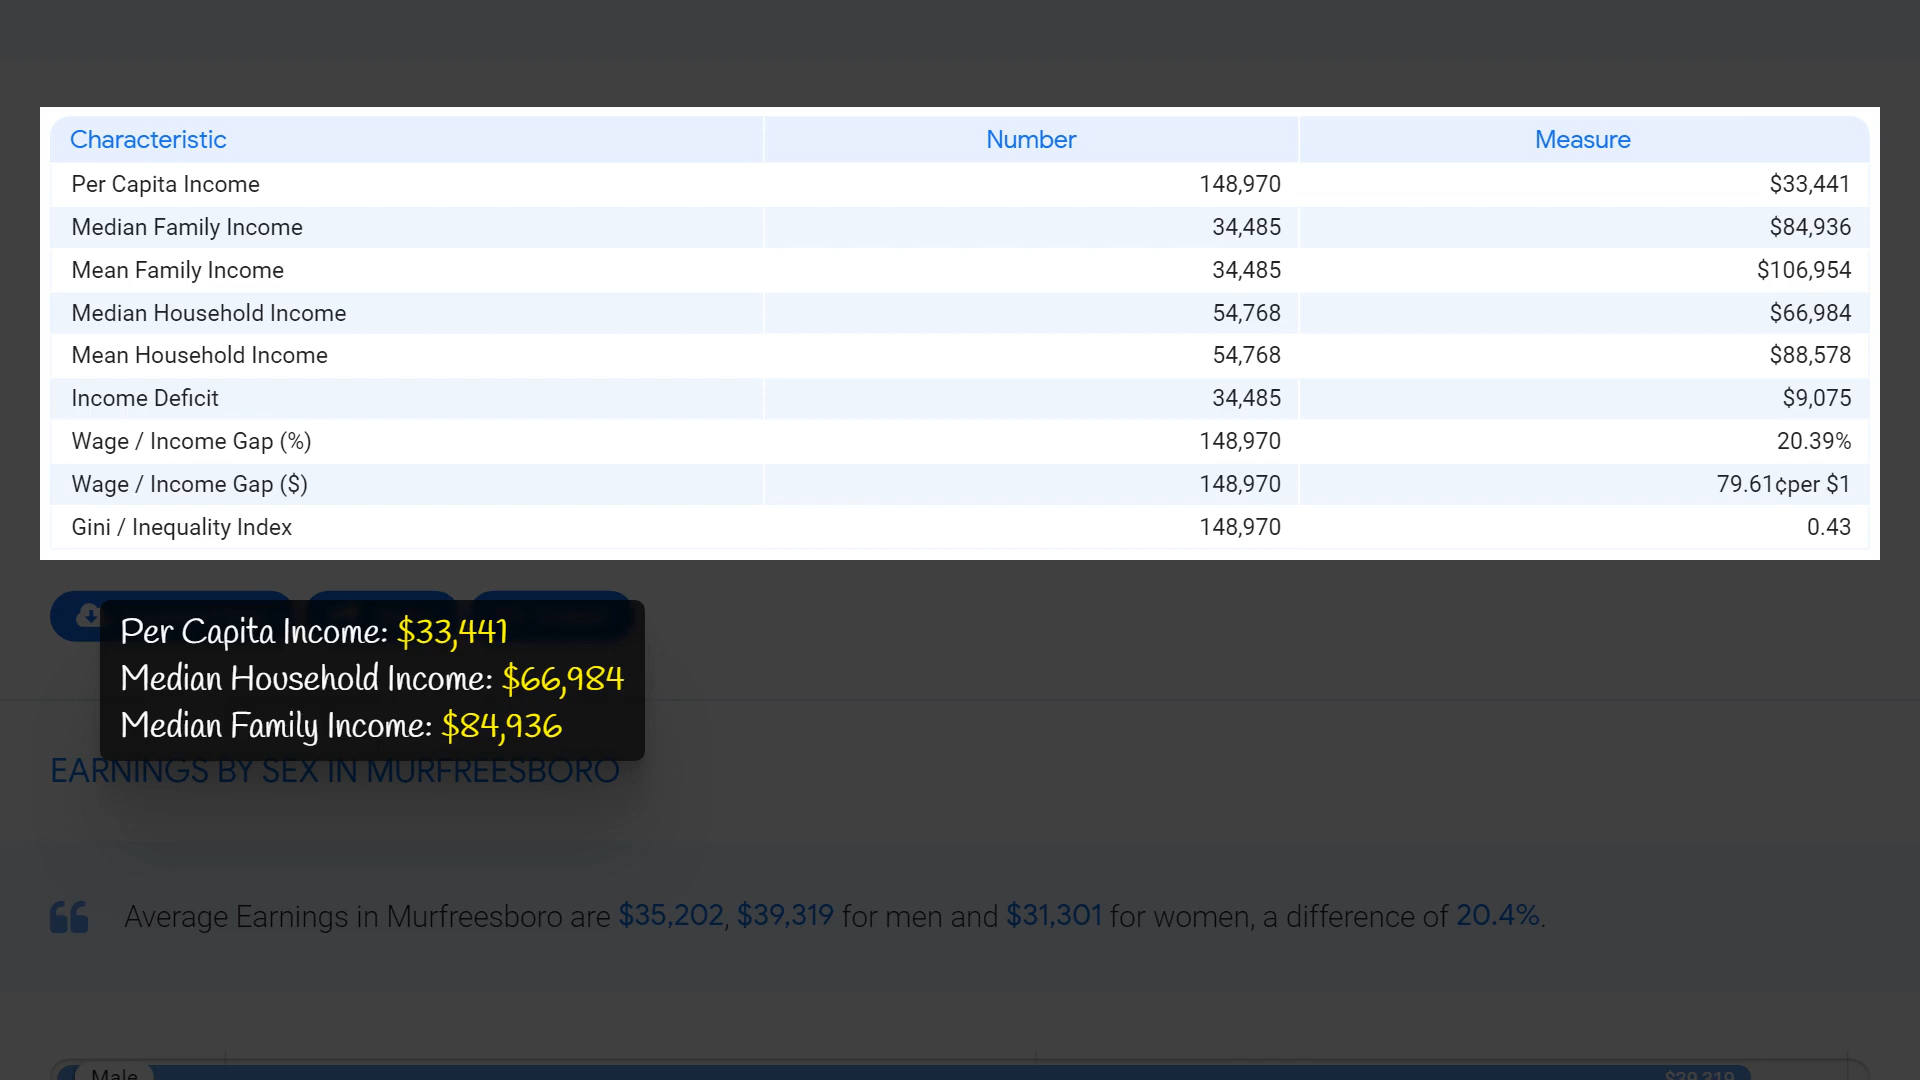 Characteristic Number Measure
Per Capita Income 148,970 $33,441
Median Family Income 34,485 $84,936
Mean Family Income 34,485 $106,954
Median Household Income 54,768 $66,984
Mean Household Income 54,768 $88,578
Income Deficit 34,485 $9,075
Wage / Income Gap (%) 148,970 20.39%
Wage / Income Gap ($) 148,970 79.61¢per $1
Gini / Inequality Index 148,970 0.43
Per Capita Income: $33,441
Median Household Income: $66,984
Median Family Income: $84,936
EARNINGS BY SEX IN MURFREESBORO
Average Earnings in Murfreesboro are $35,202, $39,319 for men and $31,301 for women, a difference of 20.4%.
Male $39,319